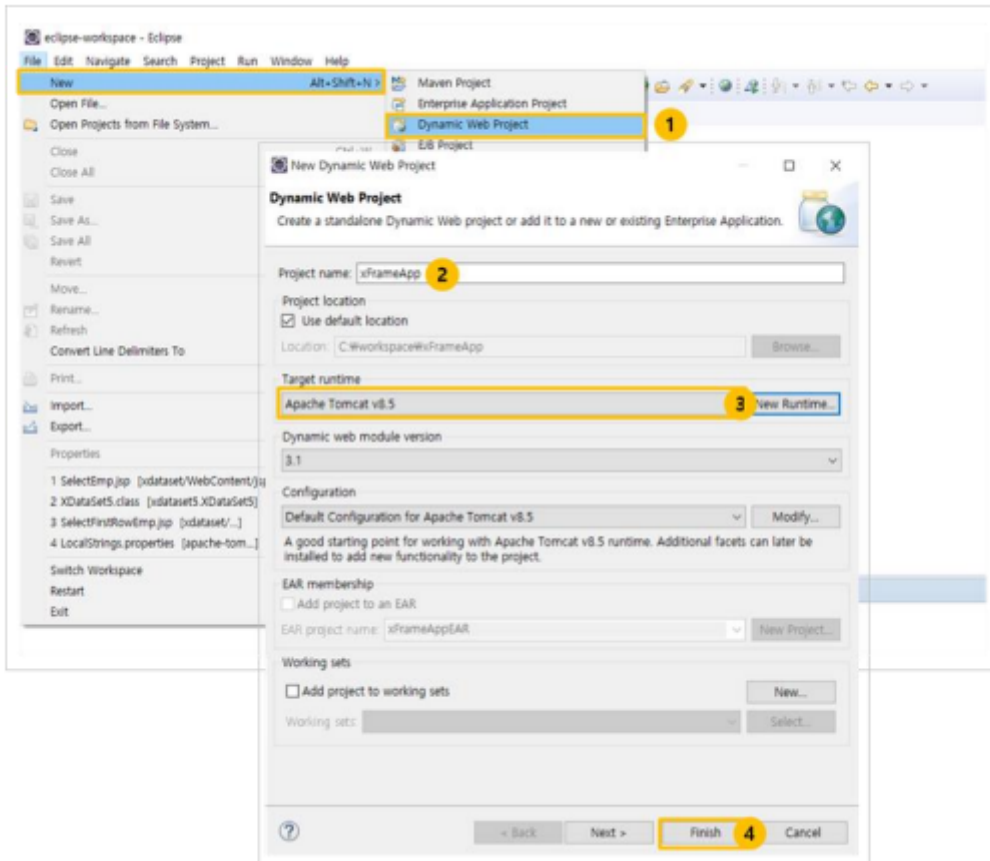 eclipse-workspace - Eclipse
File Edit Navigate Search Project Run Window Help
New Alt+Shift+N >
Open File...
Open Projects from File System...
Close
Close All
Save
Save As...
Save All
Revert
Move...
Rename...
Refresh
Convert Line Delimiters To
Print...
Import...
Export...
Properties
1 SelectEmp.jsp [xdataset/WebContent/
2 XDataSet5.class [xdataset5.XDataSet5]
3 SelectFirstRowEmp.jsp [xdataset/...]
4 LocalStrings.properties [apache-tom...]
Switch Workspace
Restart
Exit
Maven Project
Enterprise Application Project
Dynamic Web Project 1
EJB Project
New Dynamic Web Project
Dynamic Web Project
Create a standalone Dynamic Web project or add it to a new or existing Enterprise Application.
Project name: xFrameApp 2
Project location
Use default location
Location: C:₩workspace₩xFrameApp Browse...
Target runtime
Apache Tomcat v8.5 3 New Runtime...
Dynamic web module version
3.1
Configuration
Default Configuration for Apache Tomcat v8.5 Modify...
A good starting point for working with Apache Tomcat v8.5 runtime. Additional facets can later be
installed to add new functionality to the project.
EAR membership
Add project to an EAR
EAR project name: xFrameAppEAR New Project...
Working sets
Add project to working sets New...
Working sets: Select...
? < Back Next > Finish 4 Cancel